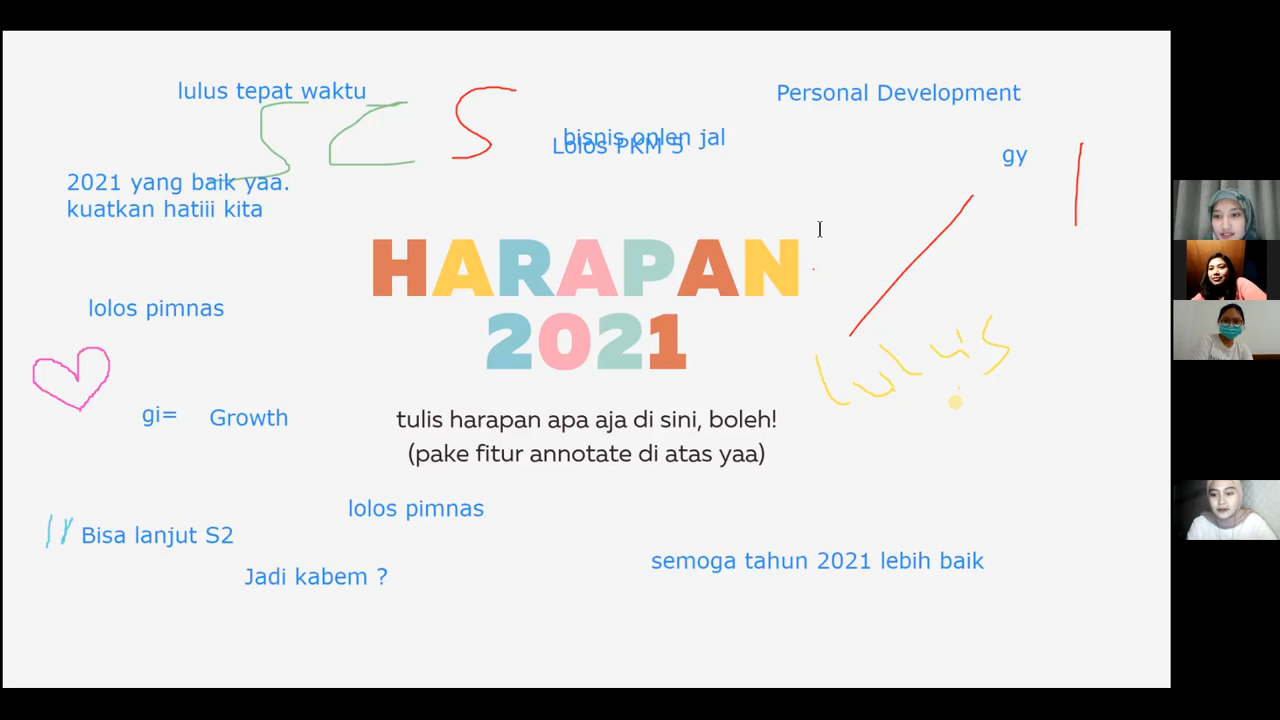 lulus tepat waktu
Personal Development
bisnis onlen jal
Lolos PKM 5
gy
2021 yang baik yaa.
kuatkan hatiii kita
HARAPAN
2021
lolos pimnas
lulus
gi=
Growth
tulis harapan apa aja di sini, boleh!
(pake fitur annotate di atas yaa)
lolos pimnas
Bisa lanjut S2
semoga tahun 2021 lebih baik
Jadi kabem ?